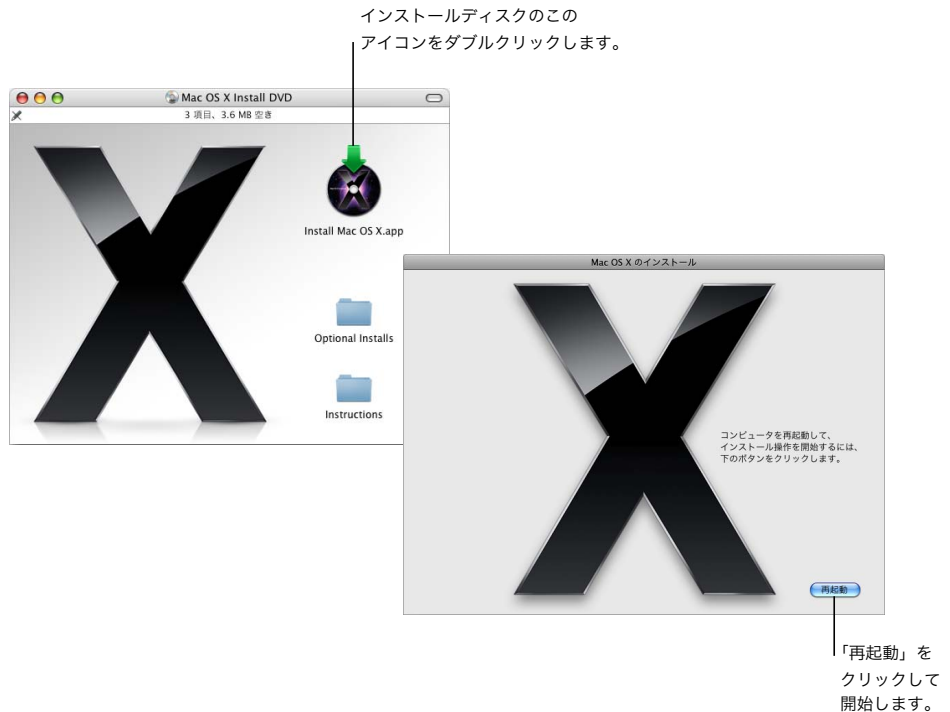 インストールディスクのこの
アイコンをダブルクリックします。
Mac OS X Install DVD
3 項目、3.6 MB 空き
Install Mac OS X.app
Optional Installs
Instructions
Mac OS X のインストール
コンピュータを再起動して、
インストール操作を開始するには、
下のボタンをクリックします。
再起動
「再起動」を
クリックして
開始します。